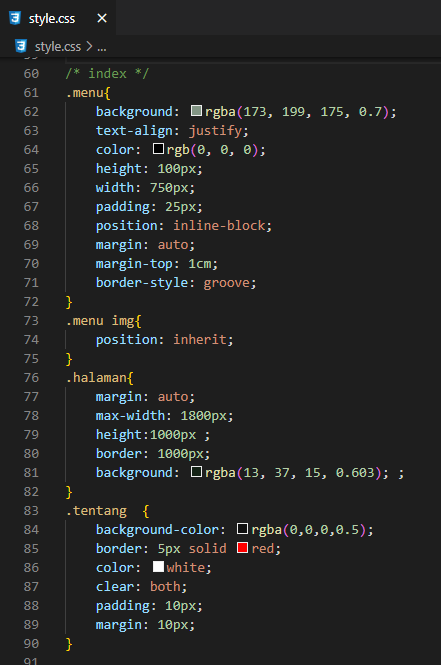 style.css ×
style.css > ...
60 /* index */
61 .menu{
62     background: rgba(173, 199, 175, 0.7);
63     text-align: justify;
64     color: rgb(0, 0, 0);
65     height: 100px;
66     width: 750px;
67     padding: 25px;
68     position: inline-block;
69     margin: auto;
70     margin-top: 1cm;
71     border-style: groove;
72 }
73 .menu img{
74     position: inherit;
75 }
76 .halaman{
77     margin: auto;
78     max-width: 1800px;
79     height:1000px ;
80     border: 1000px;
81     background: rgba(13, 37, 15, 0.603); ;
82 }
83 .tentang  {
84     background-color: rgba(0,0,0,0.5);
85     border: 5px solid red;
86     color: white;
87     clear: both;
88     padding: 10px;
89     margin: 10px;
90 }
91